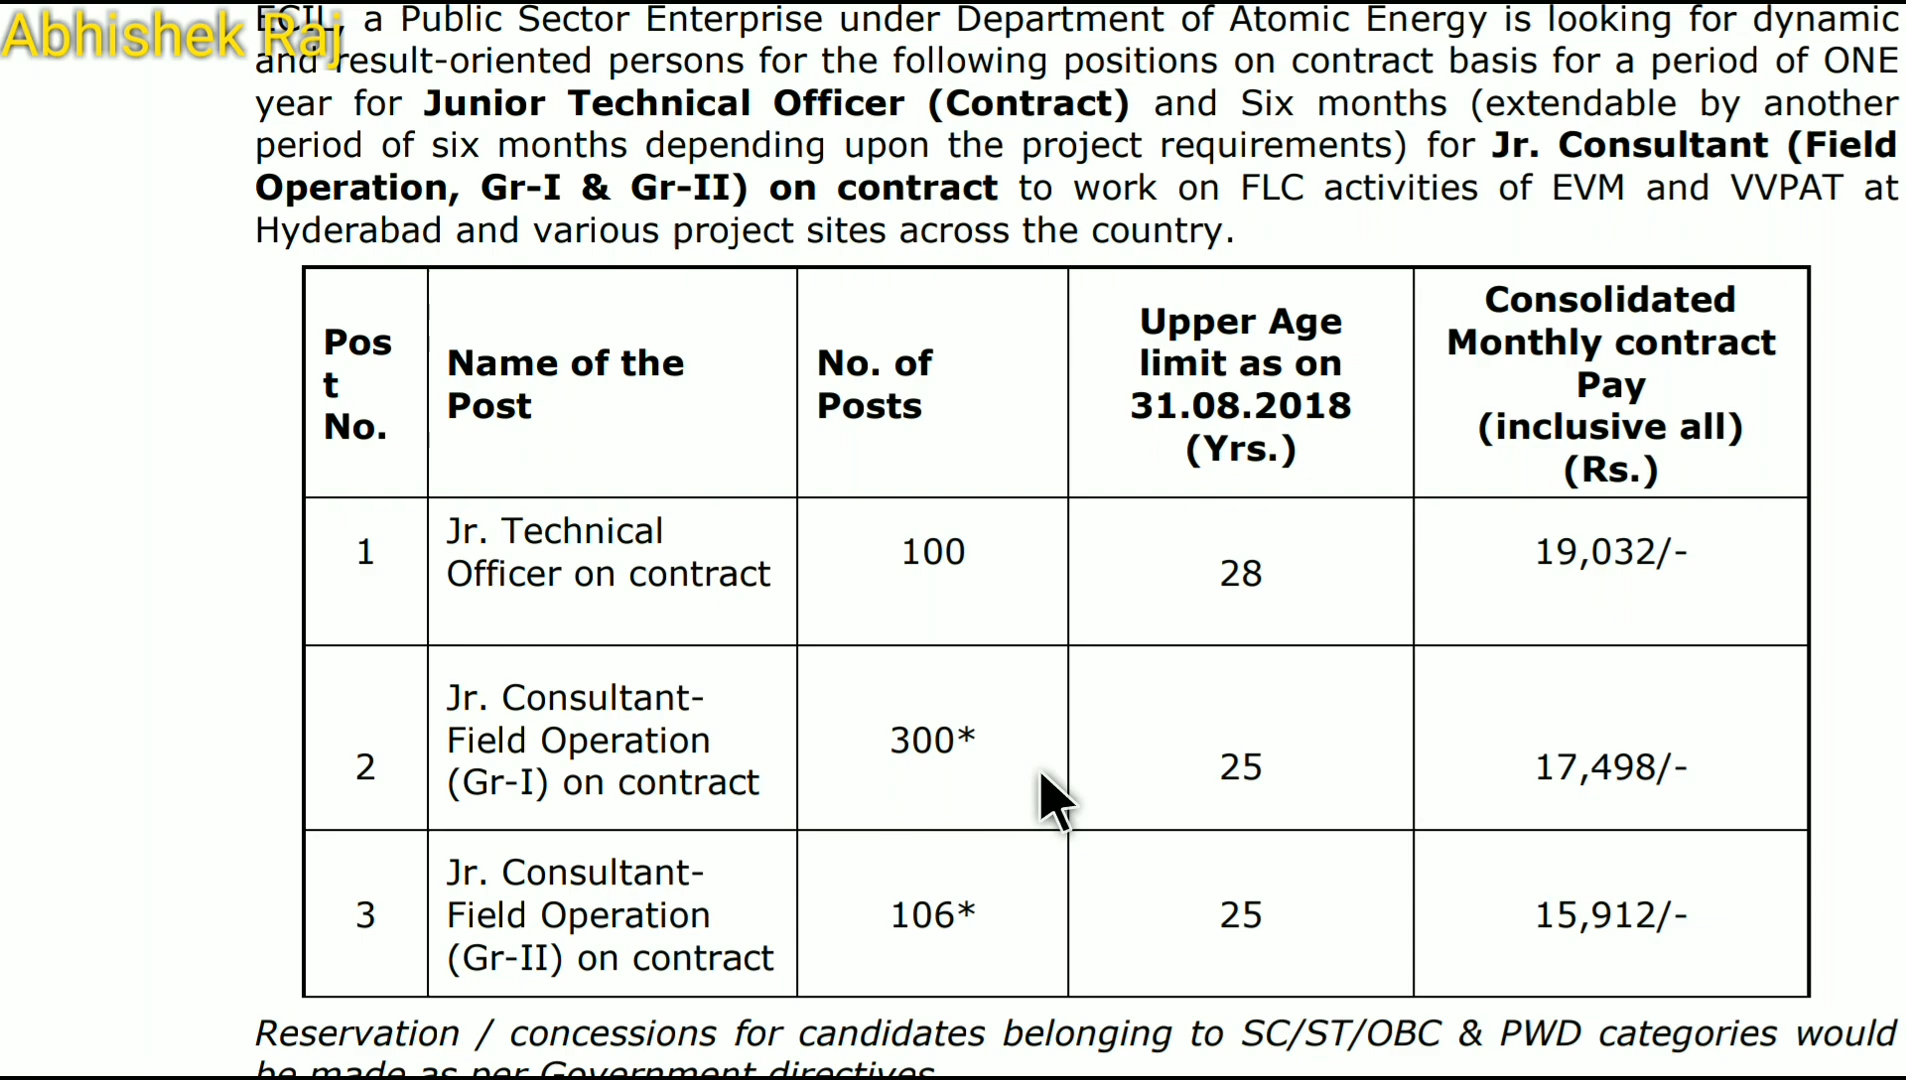 Abhishek Raj
ECIL, a Public Sector Enterprise under Department of Atomic Energy is looking for dynamic
and result-oriented persons for the following positions on contract basis for a period of ONE
year for Junior Technical Officer (Contract) and Six months (extendable by another
period of six months depending upon the project requirements) for Jr. Consultant (Field
Operation, Gr-I & Gr-II) on contract to work on FLC activities of EVM and VVPAT at
Hyderabad and various project sites across the country.
Pos
t
No.
Name of the
Post
No. of
Posts
Upper Age
limit as on
31.08.2018
(Yrs.)
Consolidated
Monthly contract
Pay
(inclusive all)
(Rs.)
1
Jr. Technical
Officer on contract
100
28
19,032/-
2
Jr. Consultant-
Field Operation
(Gr-I) on contract
300*
25
17,498/-
3
Jr. Consultant-
Field Operation
(Gr-II) on contract
106*
25
15,912/-
Reservation / concessions for candidates belonging to SC/ST/OBC & PWD categories would
be made as per Government directives